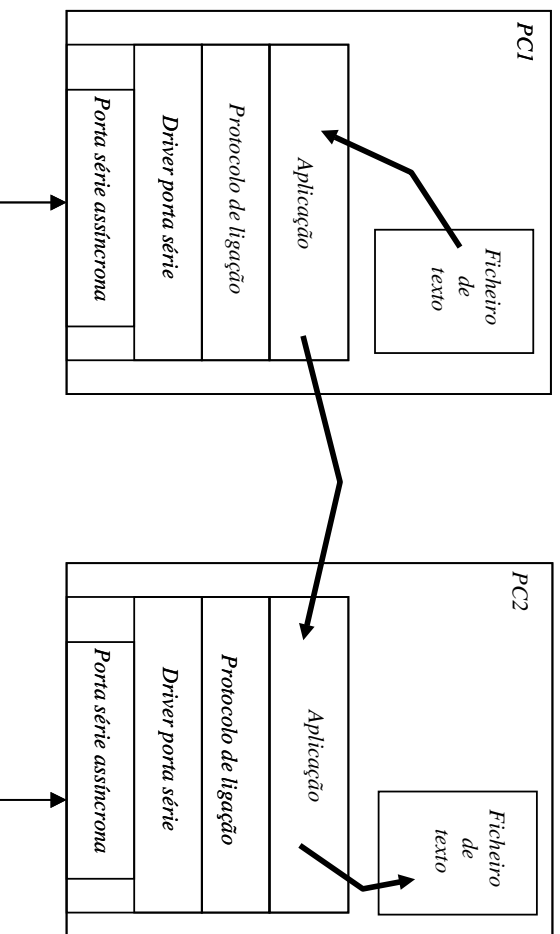 PC1
Ficheiro
de
texto
Aplicação
Protocolo de ligação
Driver porta série
Porta série assíncrona
PC2
Ficheiro
de
texto
Aplicação
Protocolo de ligação
Driver porta série
Porta série assíncrona